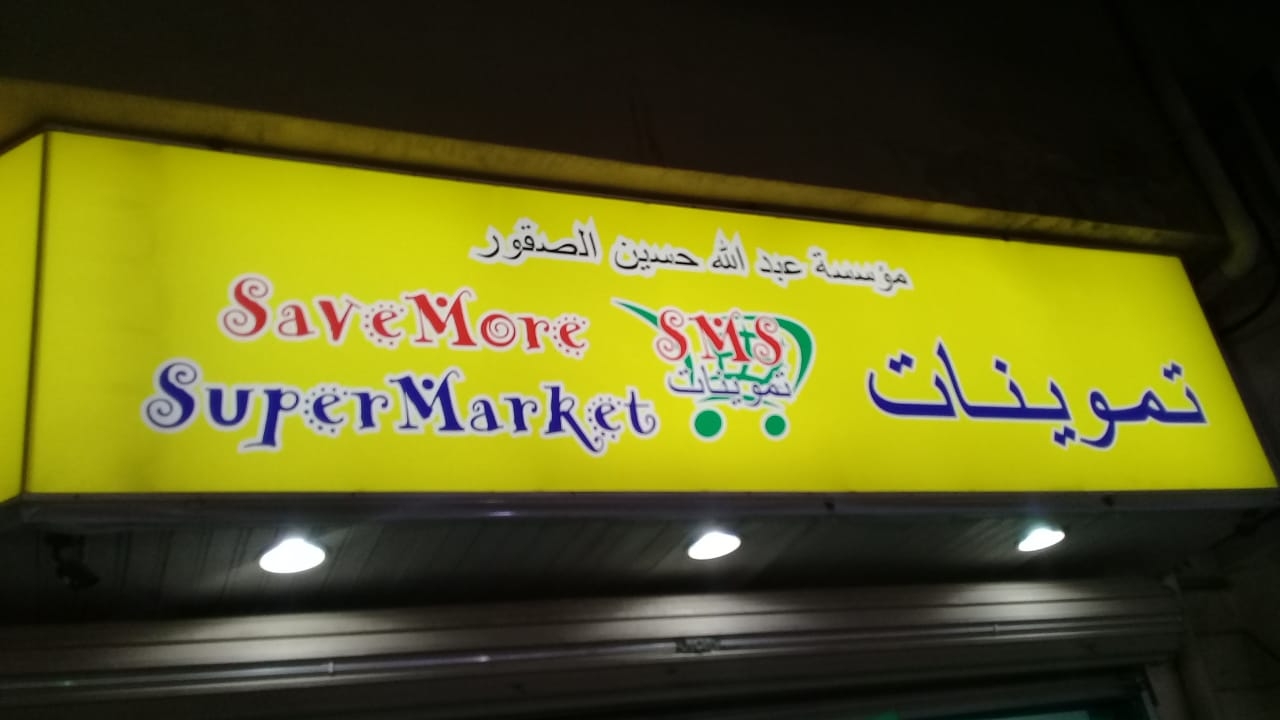 مؤسسة عبد الله حسين الصقور
SaveMore
SuperMarket
SMS
تموينات
تموينات